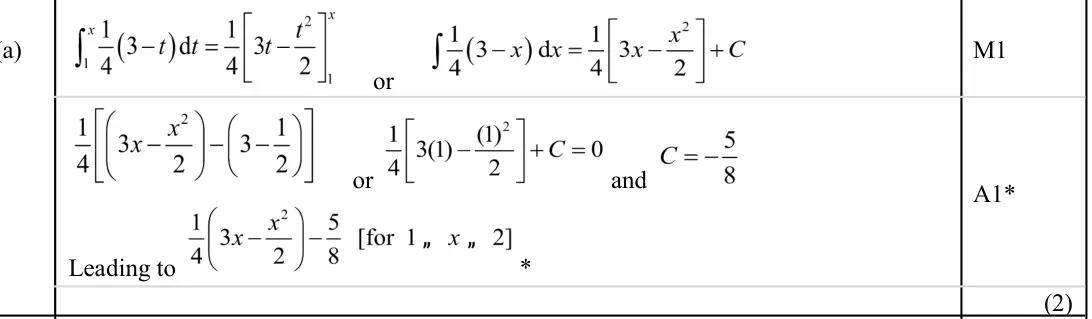 (a) ∫₁ˣ 1/4 (3 − t) dt = 1/4 [3t − t²/2]₁ˣ or ∫ 1/4 (3 − x) dx = 1/4 [3x − x²/2] + C M1
1/4 [(3x − x²/2) − (3 − 1/2)] or 1/4 [3(1) − (1)²/2] + C = 0 and C = −5/8
A1*
Leading to 1/4 (3x − x²/2) − 5/8 [for 1 „ x „ 2] *
(2)